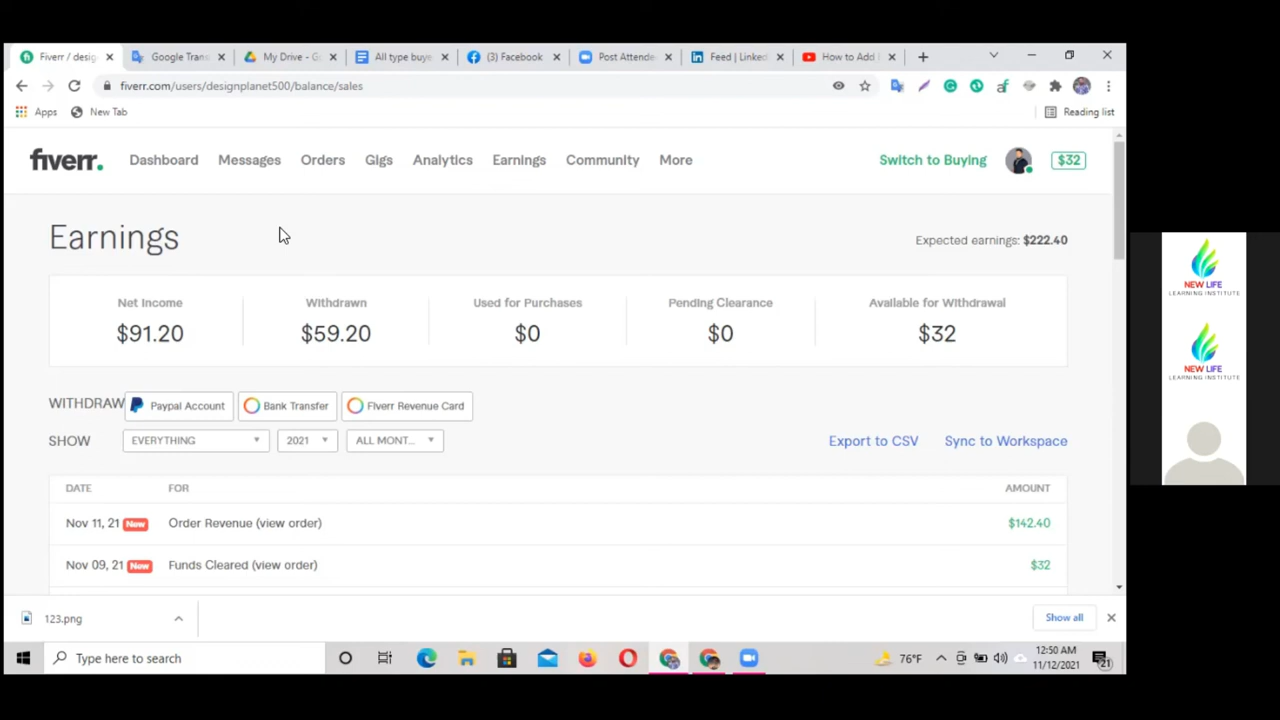 Fiverr / desig
Google Tran
My Drive - G
All type buye
(3) Facebook
Post Attende
Feed | Linked
How to Add
fiverr.com/users/designplanet500/balance/sales
Apps
New Tab
Reading list
fiverr.
Dashboard
Messages
Orders
Gigs
Analytics
Earnings
Community
More
Switch to Buying
$32
Earnings
Expected earnings: $222.40
Net Income
Withdrawn
Used for Purchases
Pending Clearance
Available for Withdrawal
$91.20
$59.20
$0
$0
$32
WITHDRAW
Paypal Account
Bank Transfer
Fiverr Revenue Card
SHOW
EVERYTHING
2021
ALL MONT...
Export to CSV
Sync to Workspace
DATE
FOR
AMOUNT
Nov 11, 21 New
Order Revenue (view order)
$142.40
Nov 09, 21 New
Funds Cleared (view order)
$32
123.png
Show all
Type here to search
76°F
12:50 AM
11/12/2021
21
NEW LIFE
LEARNING INSTITUTE
NEW LIFE
LEARNING INSTITUTE